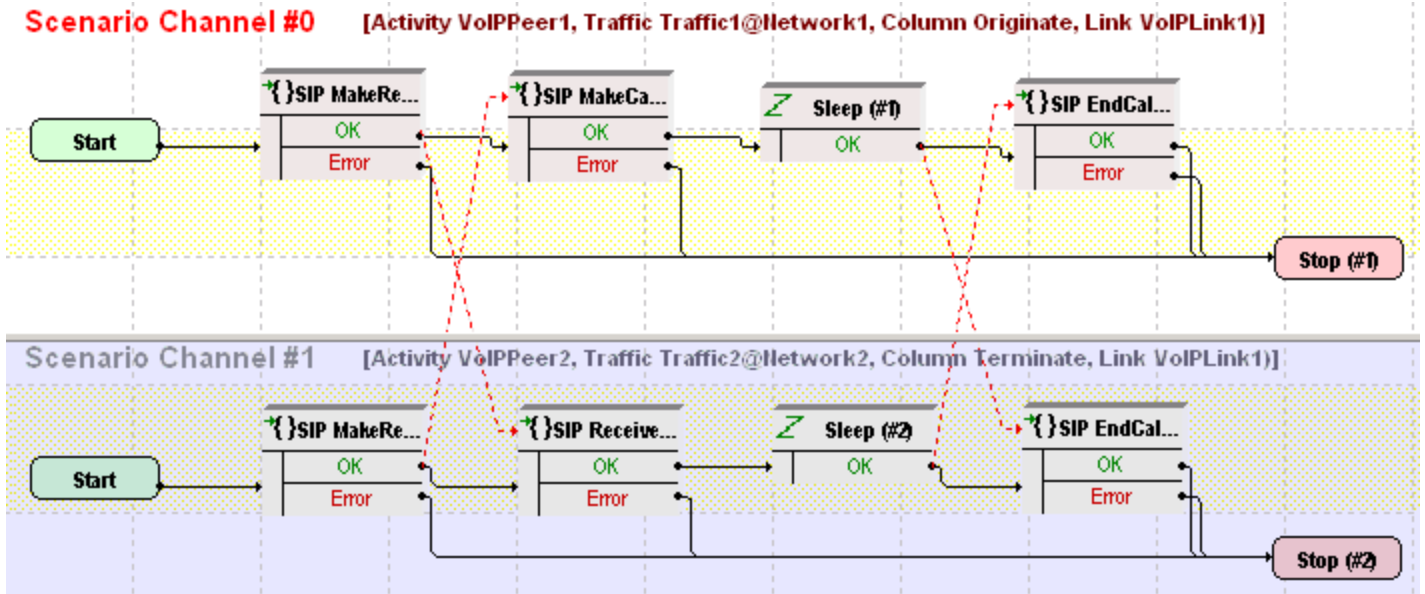 Scenario Channel #0 [Activity VoIPPeer1, Traffic Traffic1@Network1, Column Originate, Link VoIPLink1)]
{}SIP MakeRe... {}SIP MakeCa... Sleep (#1) {}SIP EndCal...
Start OK OK OK OK
Error Error Error
Stop (#1)
Scenario Channel #1 [Activity VoIPPeer2, Traffic Traffic2@Network2, Column Terminate, Link VoIPLink1)]
{}SIP MakeRe... {}SIP Receive... Sleep (#2) {}SIP EndCal...
OK OK OK OK
Start Error Error Error
Stop (#2)